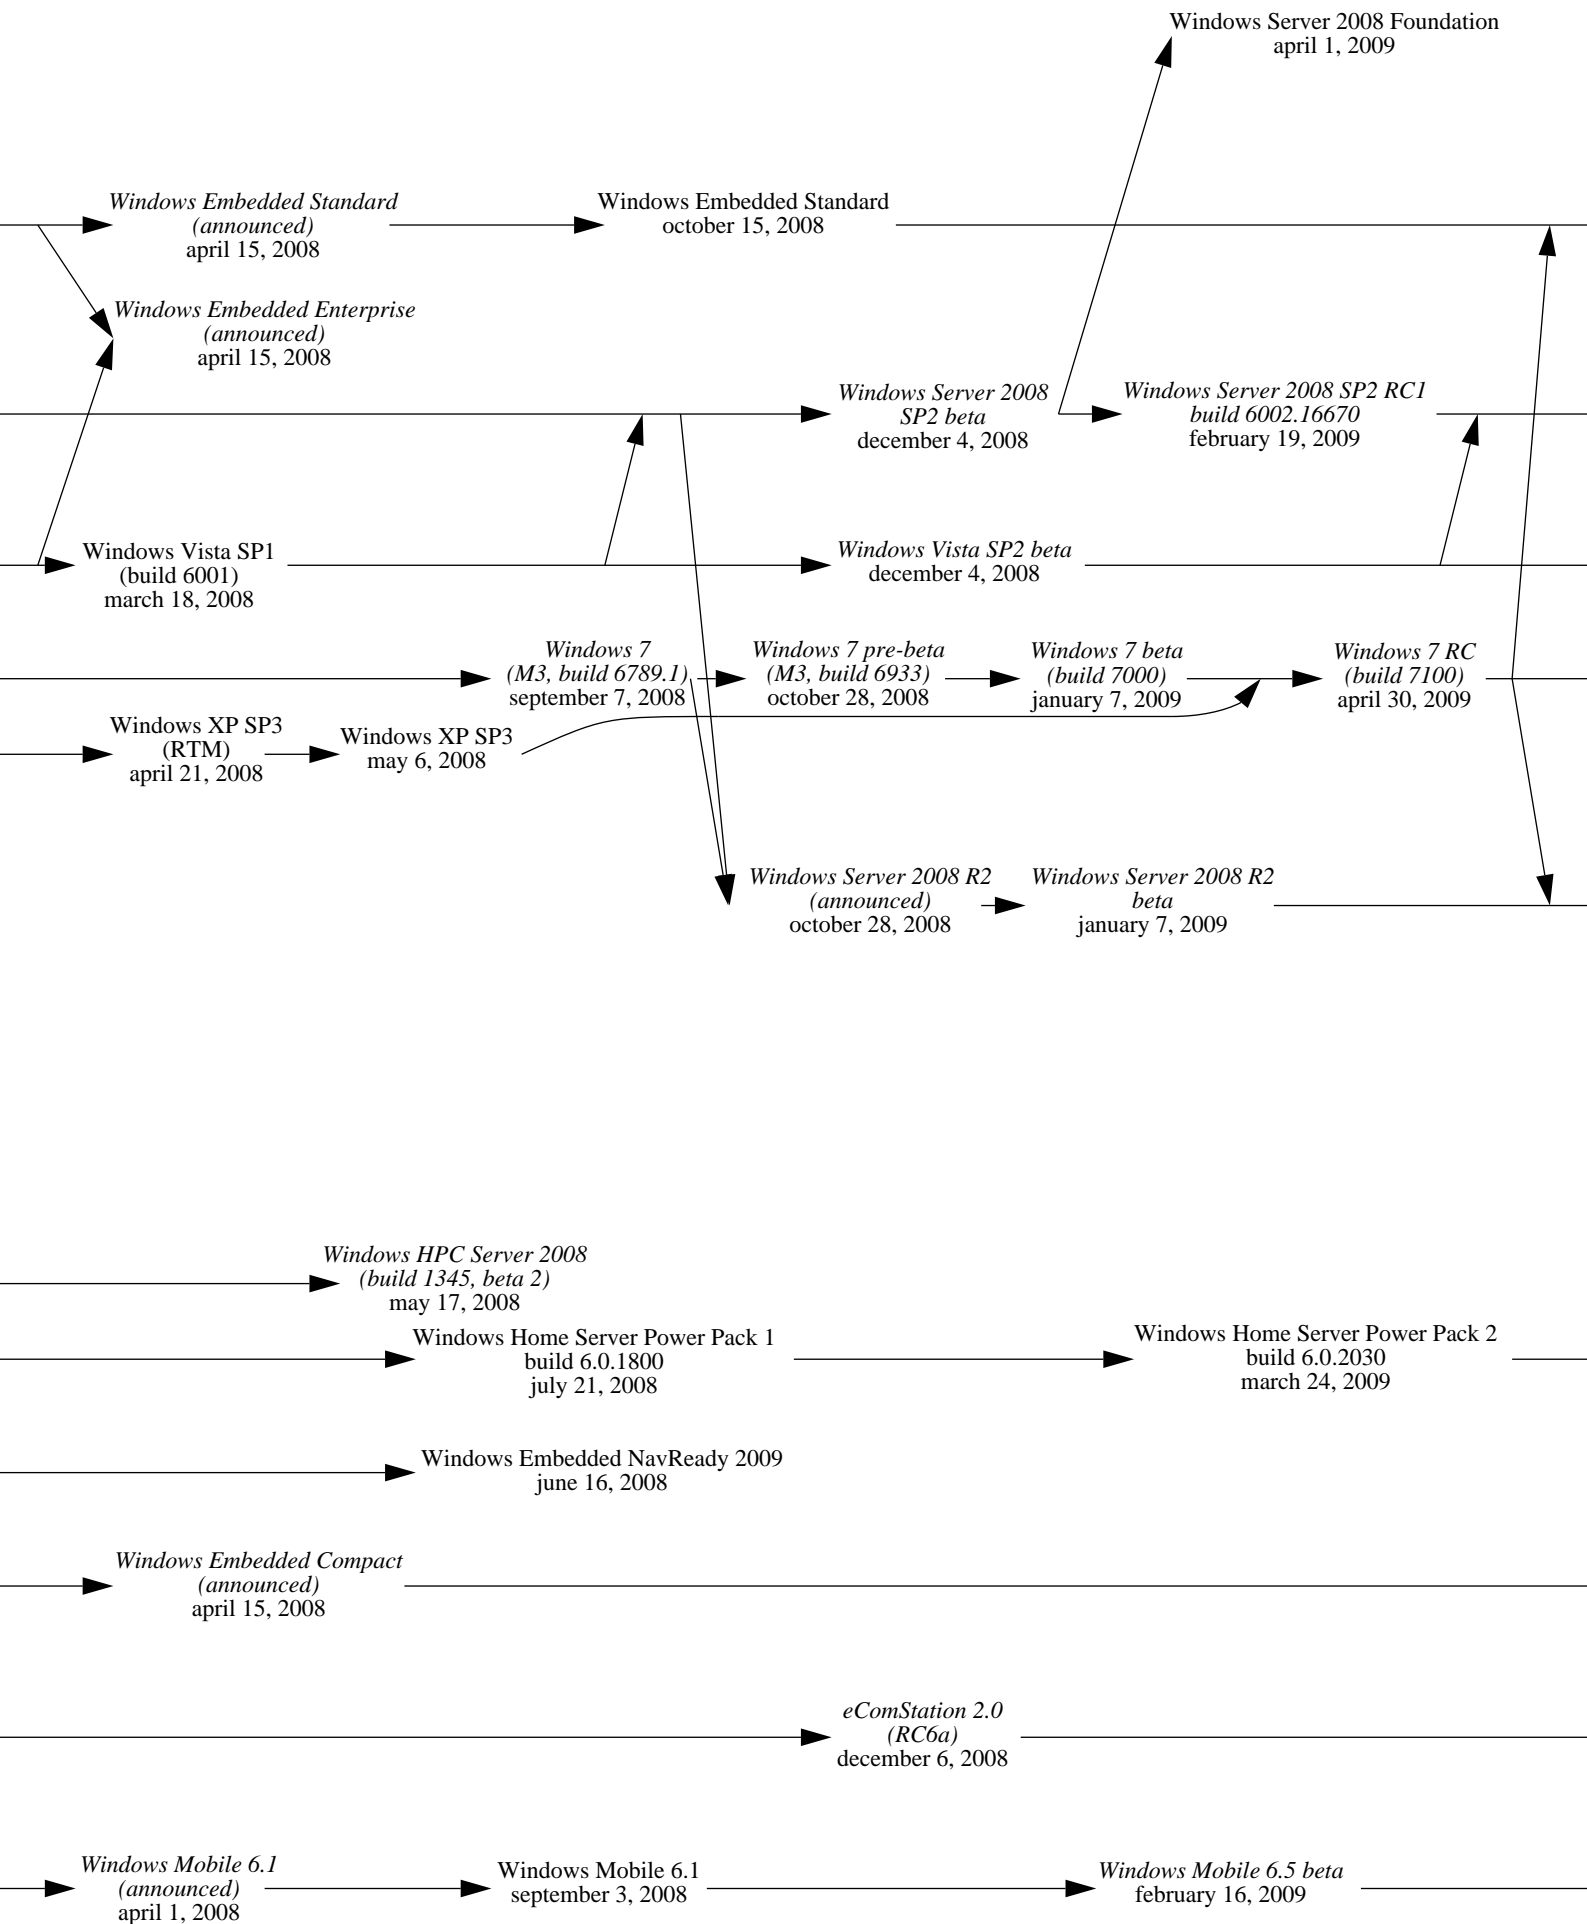 Windows Server 2008 Foundation
april 1, 2009
Windows Embedded Standard
(announced)
april 15, 2008
Windows Embedded Standard
october 15, 2008
Windows Embedded Enterprise
(announced)
april 15, 2008
Windows Server 2008
SP2 beta
december 4, 2008
Windows Server 2008 SP2 RC1
build 6002.16670
february 19, 2009
Windows Vista SP1
(build 6001)
march 18, 2008
Windows Vista SP2 beta
december 4, 2008
Windows 7
(M3, build 6789.1)
september 7, 2008
Windows 7 pre-beta
(M3, build 6933)
october 28, 2008
Windows 7 beta
(build 7000)
january 7, 2009
Windows 7 RC
(build 7100)
april 30, 2009
Windows XP SP3
(RTM)
april 21, 2008
Windows XP SP3
may 6, 2008
Windows Server 2008 R2
(announced)
october 28, 2008
Windows Server 2008 R2
beta
january 7, 2009
Windows HPC Server 2008
(build 1345, beta 2)
may 17, 2008
Windows Home Server Power Pack 1
build 6.0.1800
july 21, 2008
Windows Home Server Power Pack 2
build 6.0.2030
march 24, 2009
Windows Embedded NavReady 2009
june 16, 2008
Windows Embedded Compact
(announced)
april 15, 2008
eComStation 2.0
(RC6a)
december 6, 2008
Windows Mobile 6.1
(announced)
april 1, 2008
Windows Mobile 6.1
september 3, 2008
Windows Mobile 6.5 beta
february 16, 2009